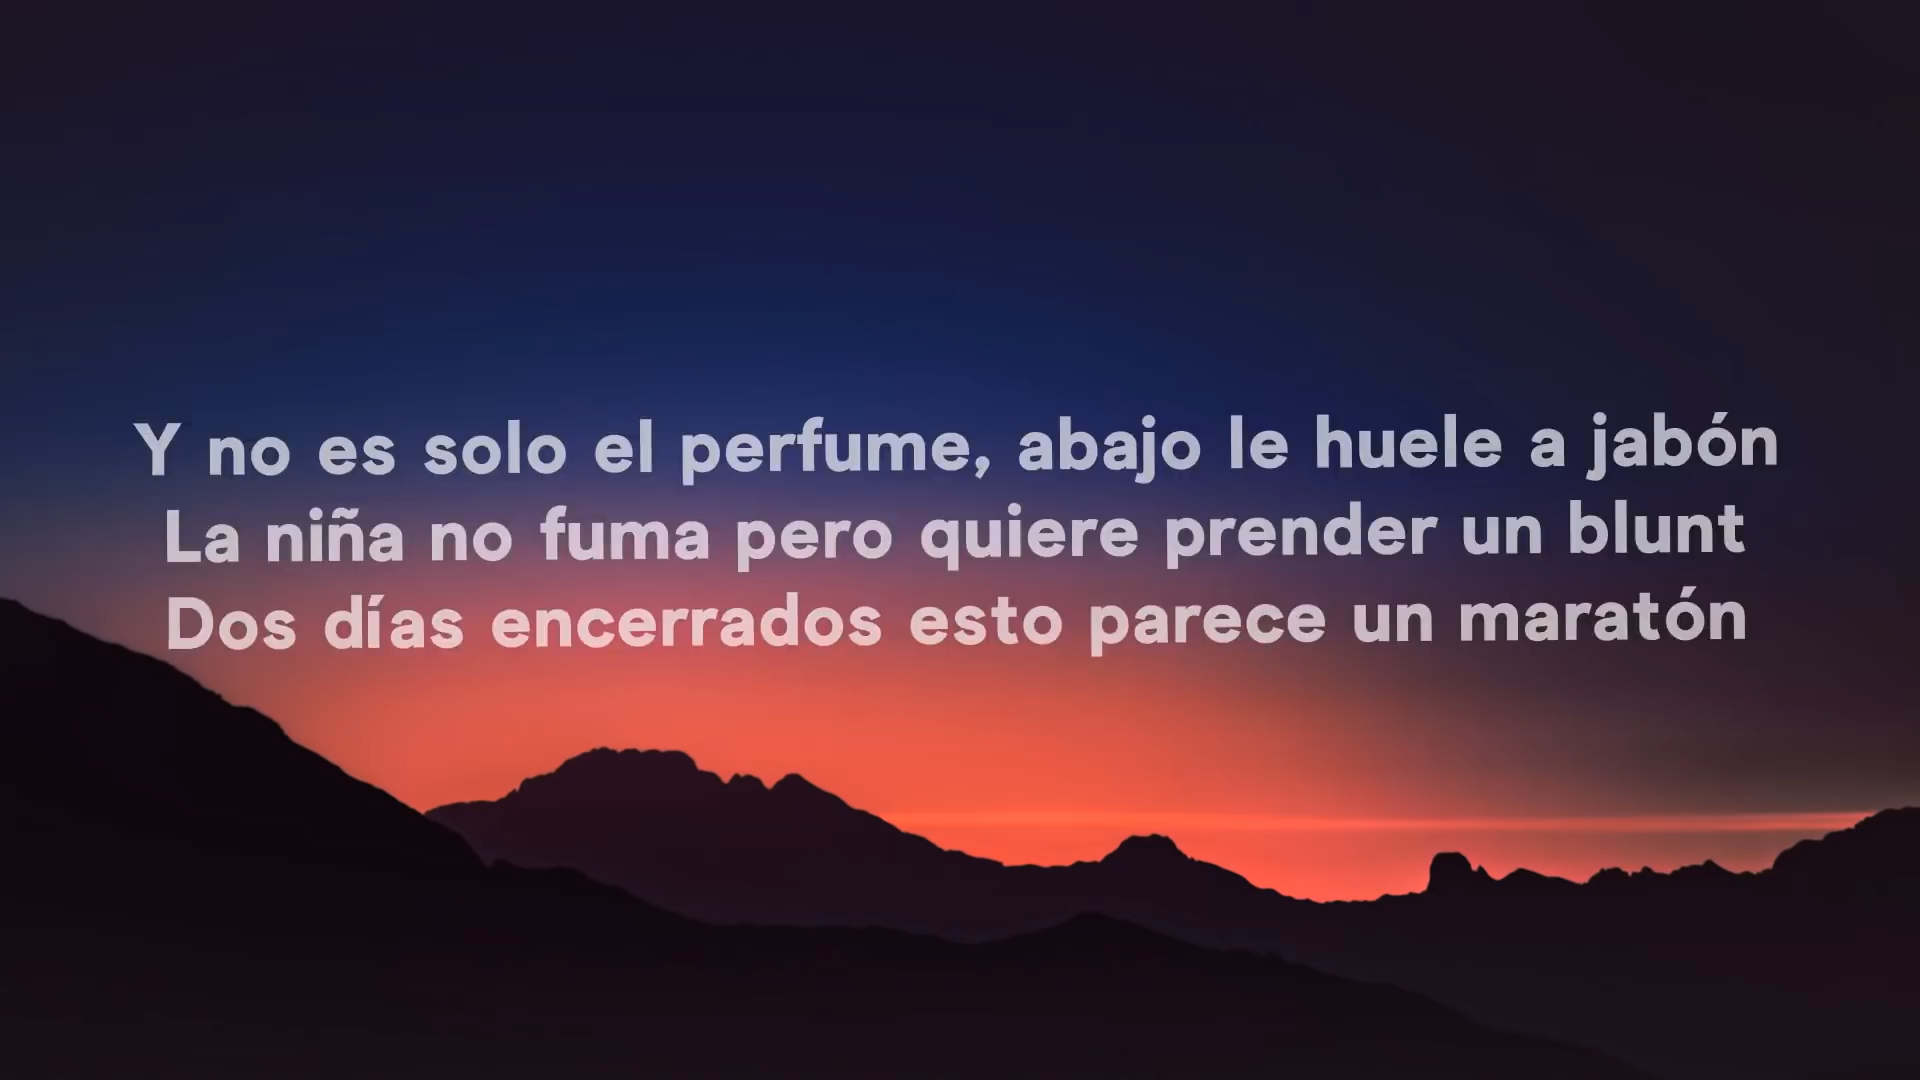 Y no es solo el perfume, abajo le huele a jabón
La niña no fuma pero quiere prender un blunt
Dos días encerrados esto parece un maratón